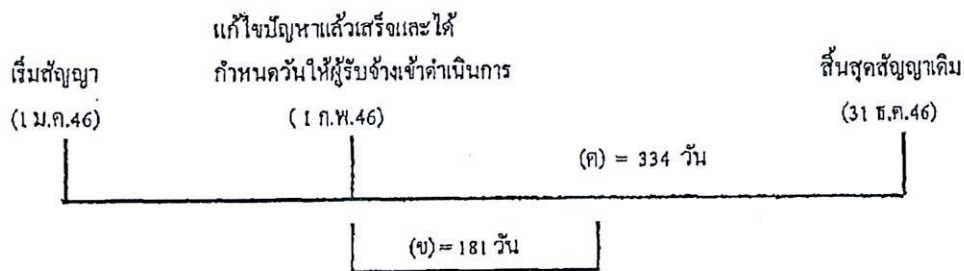 แก้ไขปัญหาแล้วเสร็จและได้
เริ่มสัญญา กำหนดวันให้ผู้รับจ้างเข้าดำเนินการ สิ้นสุดสัญญาเดิม
(1 ม.ค.46) (1 ก.พ.46) (31 ธ.ค.46)
(ค) = 334 วัน
(ข) = 181 วัน